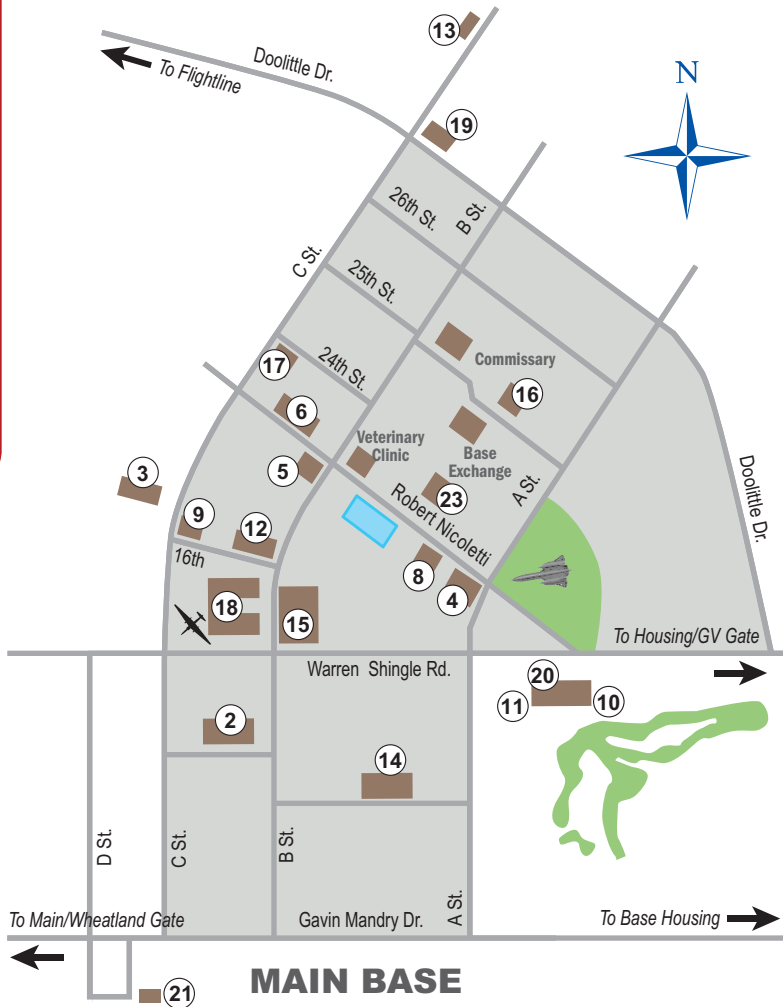 13
Doolittle Dr.
To Flightline
N
19
26th St.
B St.
C St.
25th St.
24th St.
17
Commissary
16
6
Veterinary
Clinic
Base
Exchange
5
3
23
A St.
Doolittle Dr.
Robert Nicoletti
9
12
16th
8
4
18
15
To Housing/GV Gate
Warren Shingle Rd.
20
11
10
2
14
D St.
C St.
B St.
A St.
To Main/Wheatland Gate
Gavin Mandry Dr.
To Base Housing
MAIN BASE
21